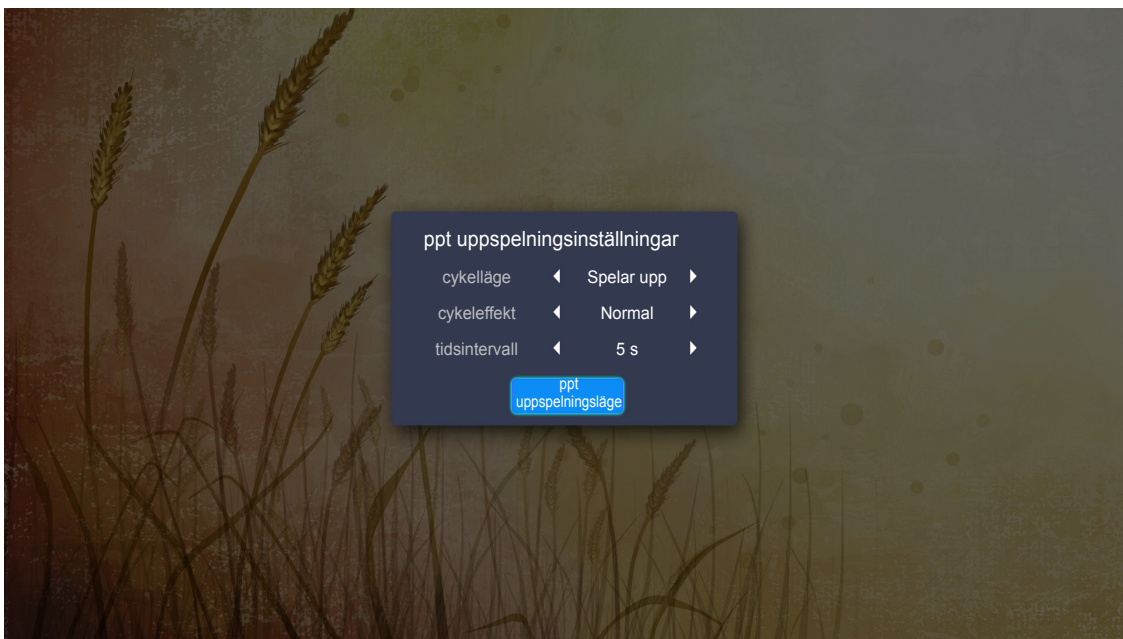 ppt uppspelningsinställningar
cykelläge Spelar upp
cykeleffekt Normal
tidsintervall 5 s
ppt
uppspelningsläge